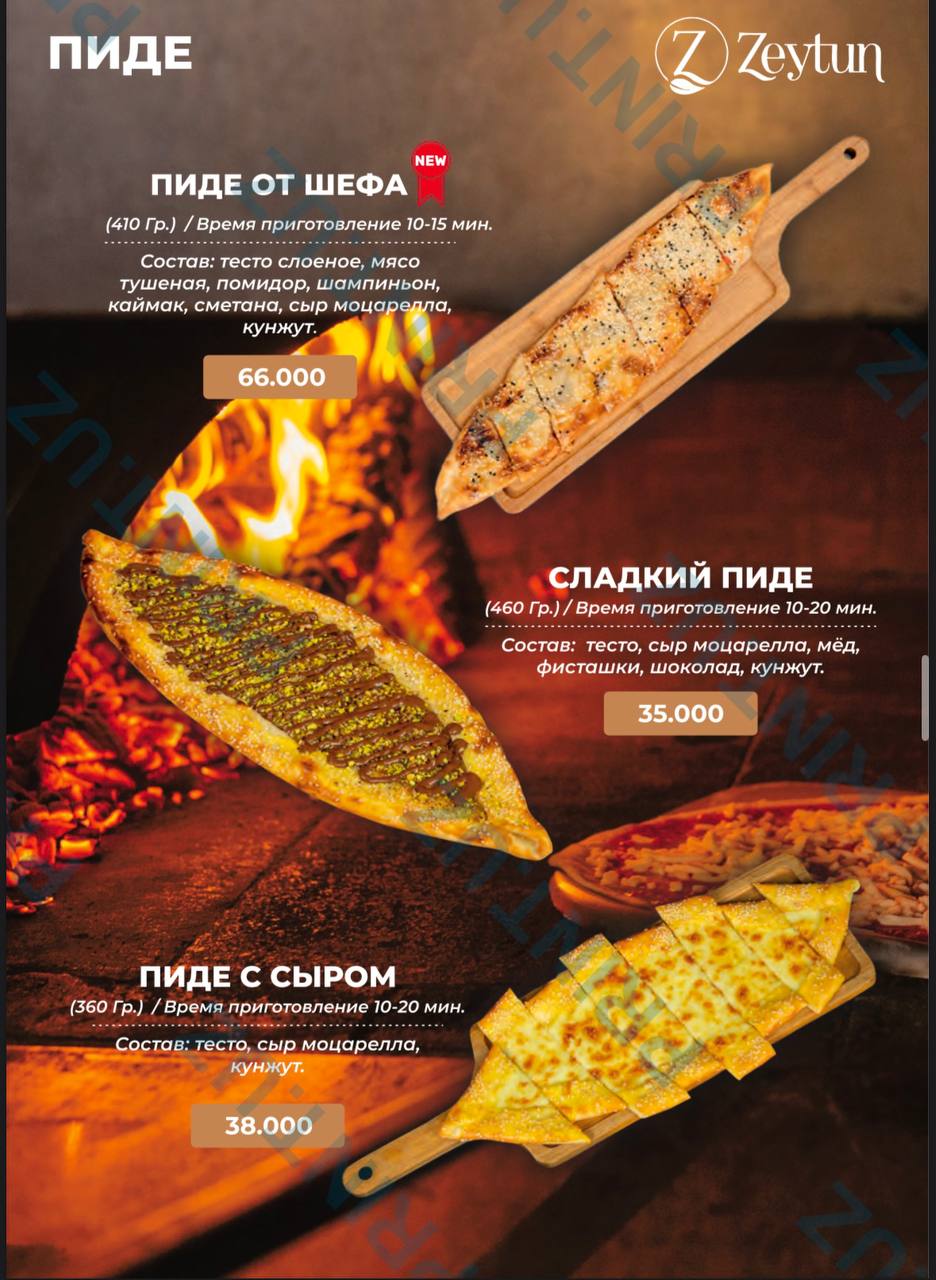 ПИДЕ
Z Zeytun
NEW
ПИДЕ ОТ ШЕФА
(410 Гр.) / Время приготовление 10-15 мин.
Состав: тесто слоеное, мясо
тушеная, помидор, шампиньон,
каймак, сметана, сыр моцарелла,
кунжут.
66.000
СЛАДКИЙ ПИДЕ
(460 Гр.) / Время приготовление 10-20 мин.
Состав: тесто, сыр моцарелла, мёд,
фисташки, шоколад, кунжут.
35.000
ПИДЕ С СЫРОМ
(360 Гр.) / Время приготовление 10-20 мин.
Состав: тесто, сыр моцарелла,
кунжут.
38.000